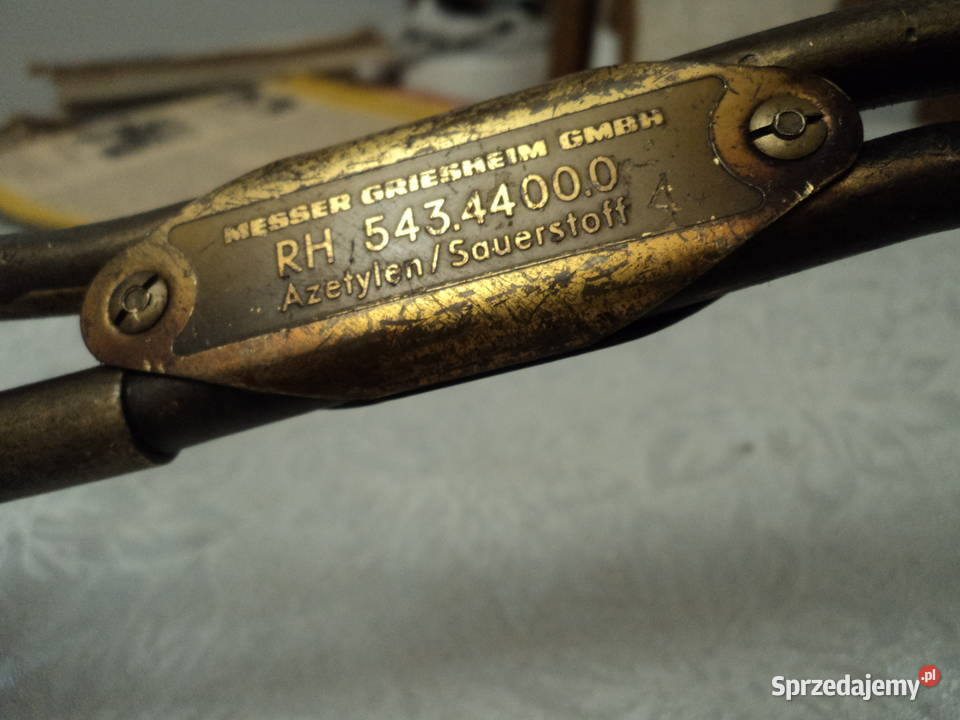 MESSER GRIESHEIM GMBH
RH 543.4400.0
Azetylen/Sauerstoff 4
Sprzedajemy.pl